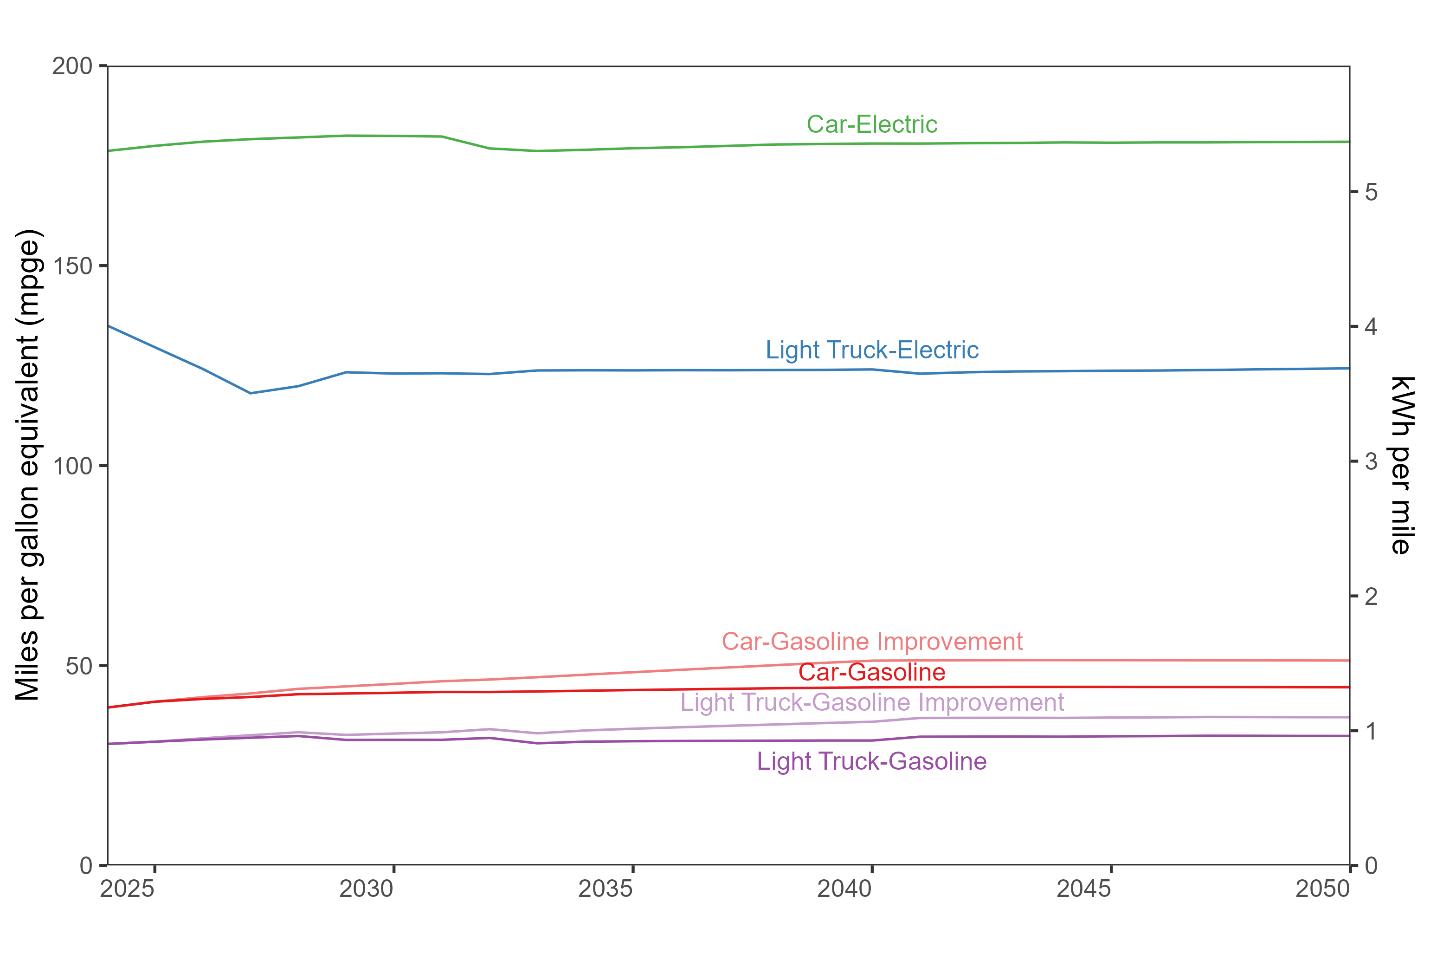 200
150
100
50
0
Miles per gallon equivalent (mpge)
Car-Electric
Light Truck-Electric
Car-Gasoline Improvement
Car-Gasoline
Light Truck-Gasoline Improvement
Light Truck-Gasoline
5
4
3
2
1
0
kWh per mile
2025 2030 2035 2040 2045 2050